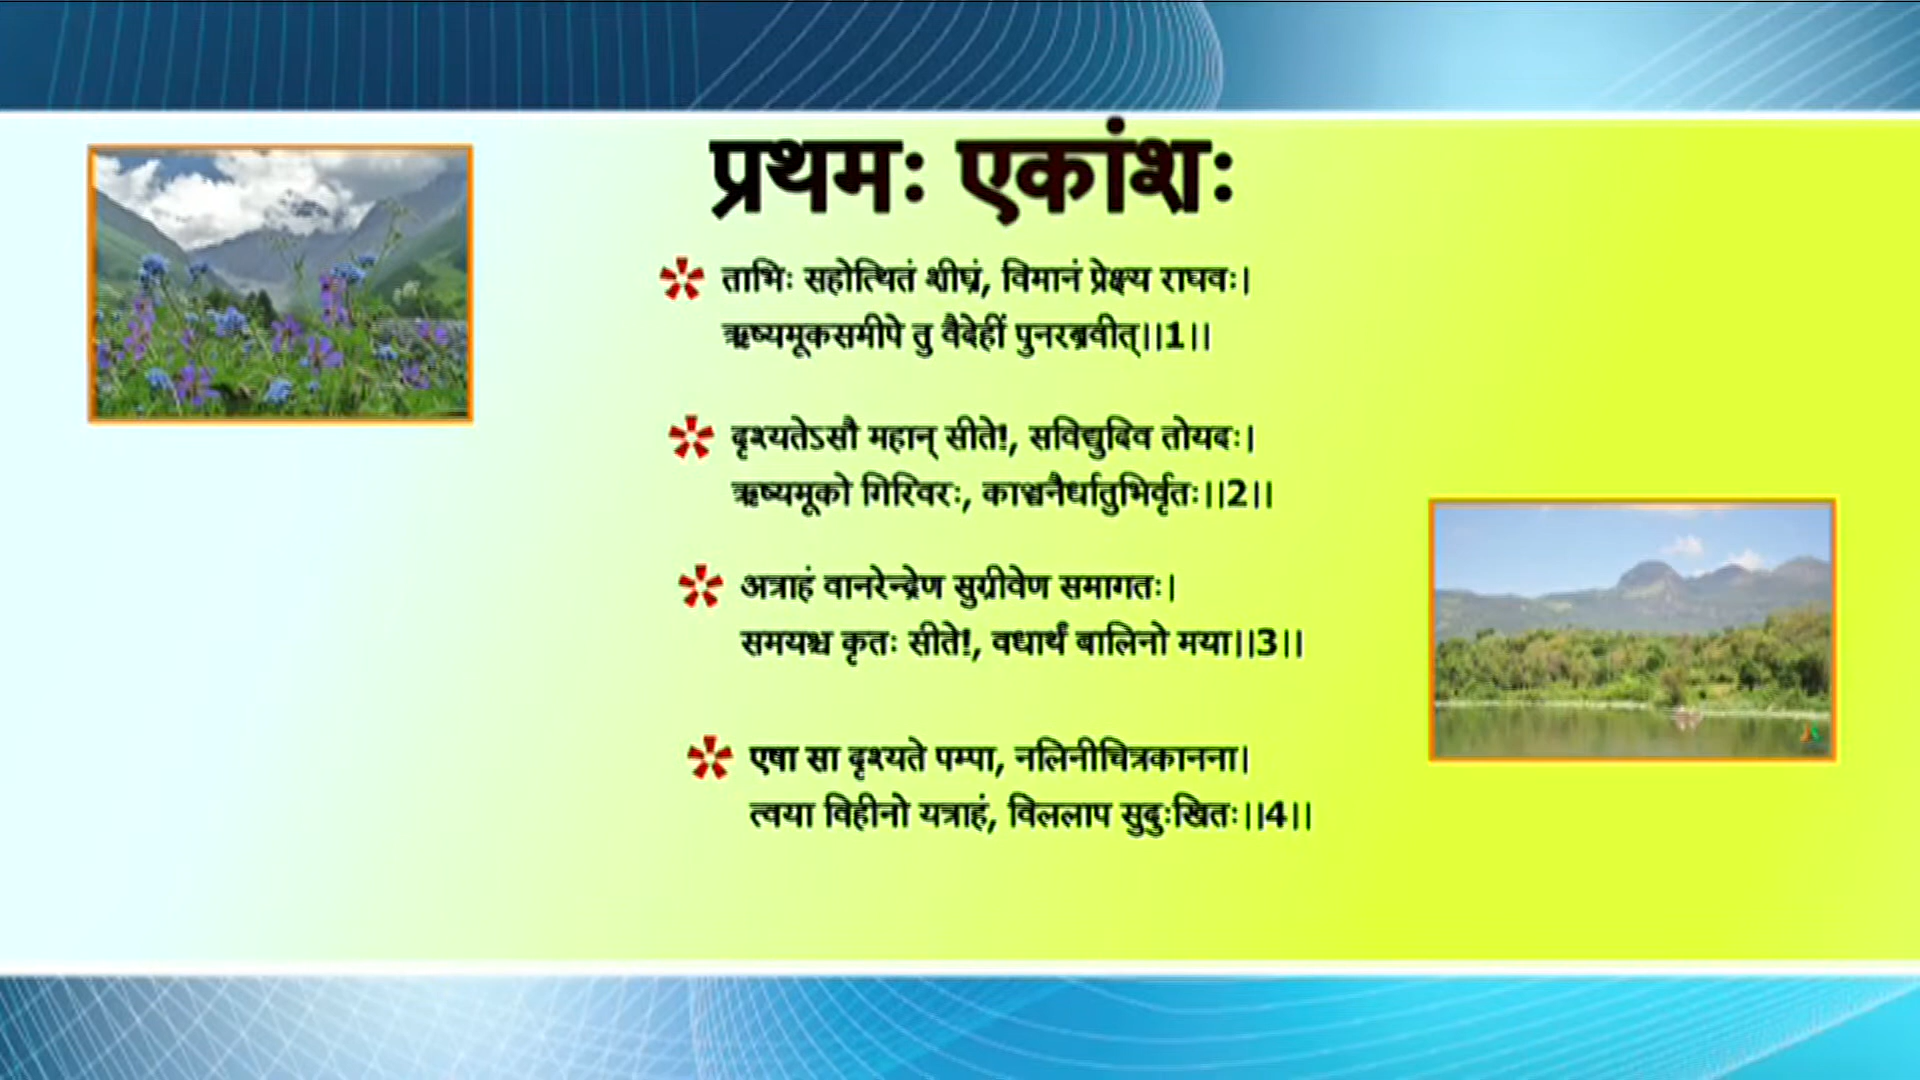 प्रथमः एकांशः
ताभिः सहोत्थितं शीघ्रं, विमानं प्रेक्ष्य राघवः।
ऋष्यमूकसमीपे तु वैदेहीं पुनरब्रवीत्।।1।।
दृश्यतेऽसौ महान् सीते!, सविद्युदिव तोयदः।
ऋष्यमूको गिरिवरः, काञ्चनैर्धातुभिर्वृतः।।2।।
अत्राहं वानरेन्द्रेण सुग्रीवेण समागतः।
समयश्च कृतः सीते!, वधार्थं बालिनो मया।।3।।
एषा सा दृश्यते पम्पा, नलिनीचित्रकानना।
त्वया विहीनो यत्राहं, विललाप सुदुःखितः।।4।।